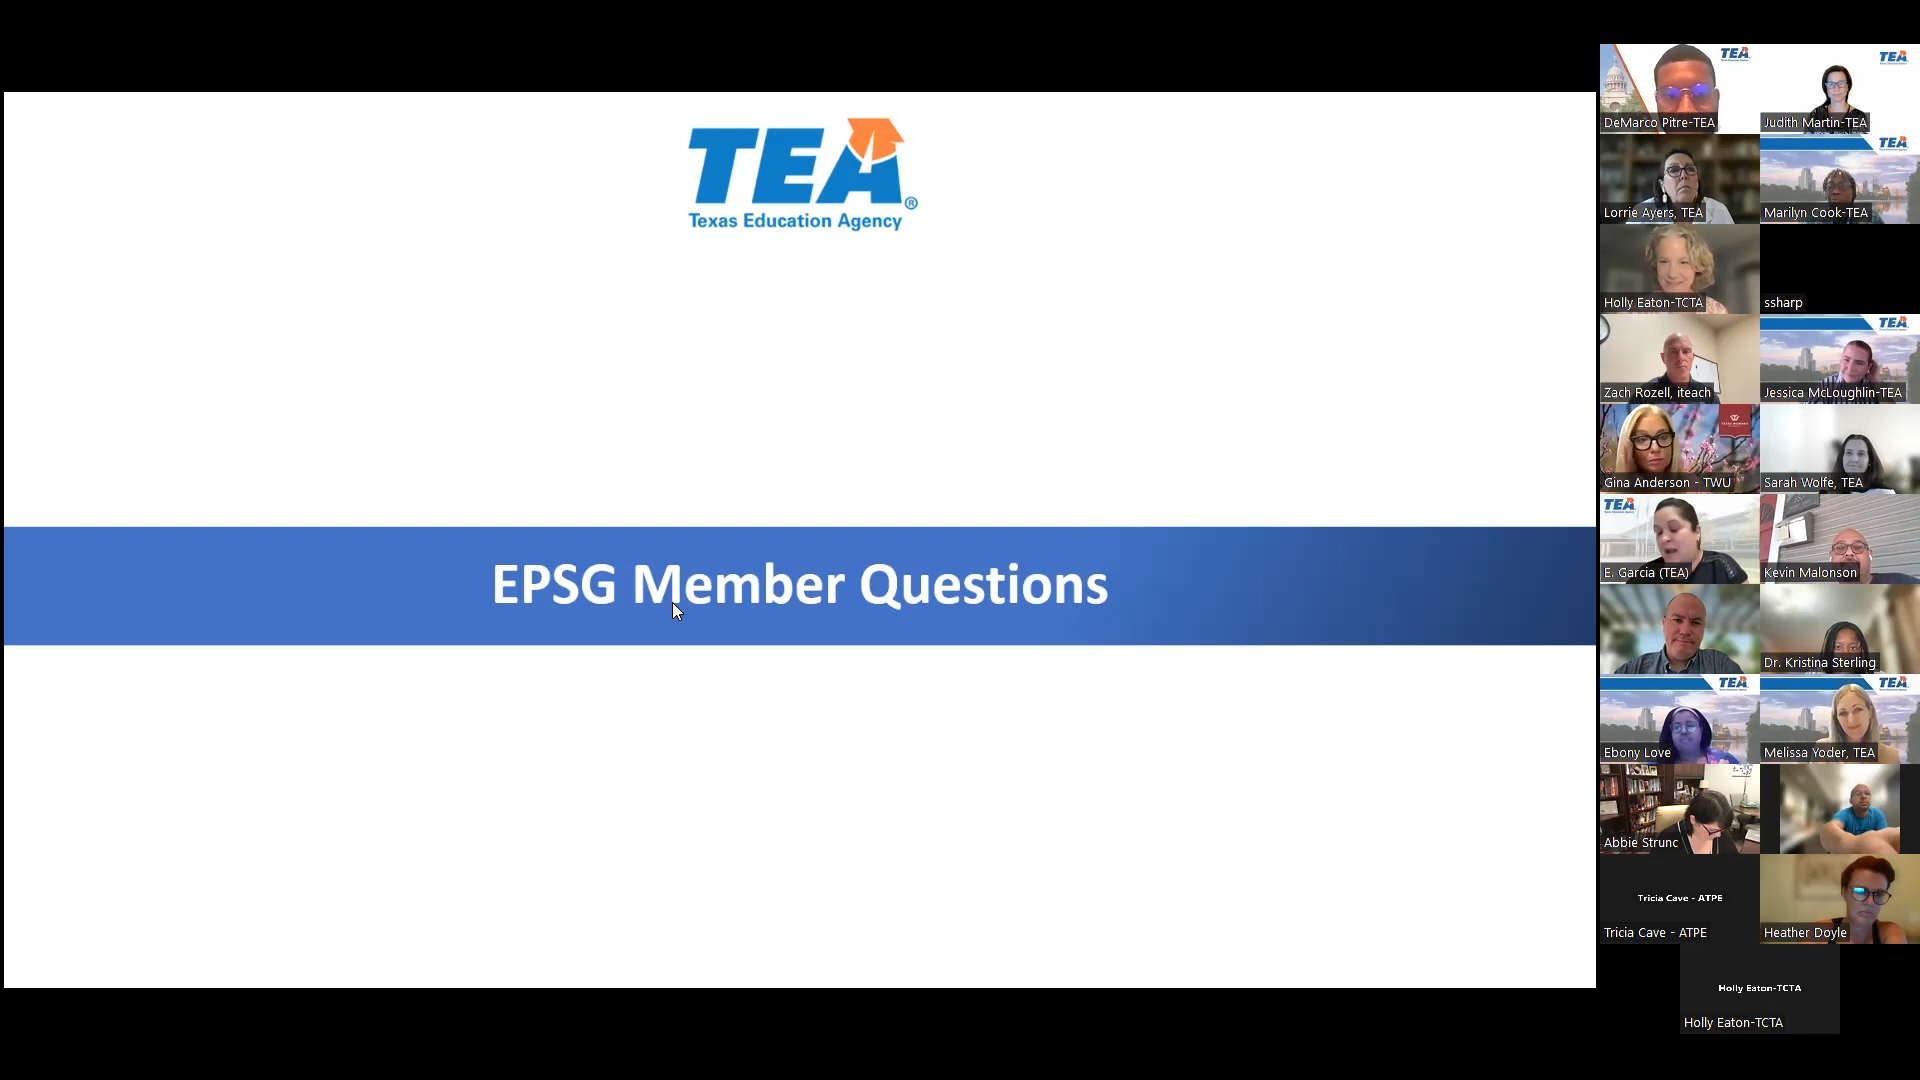 TEA
®
Texas Education Agency
EPSG Member Questions
TEA
DeMarco Pitre-TEA
TEA
Judith Martin-TEA
Lorrie Ayers, TEA
TEA
Marilyn Cook-TEA
Holly Eaton-TCTA
ssharp
Zach Rozell, iteach
TEA
Jessica McLoughlin-TEA
Gina Anderson - TWU
Sarah Wolfe, TEA
TEA
E. Garcia (TEA)
Kevin Malonson
Dr. Kristina Sterling
TEA
Ebony Love
TEA
Melissa Yoder, TEA
Abbie Strunc
Tricia Cave - ATPE
Tricia Cave - ATPE
Heather Doyle
Holly Eaton-TCTA
Holly Eaton-TCTA